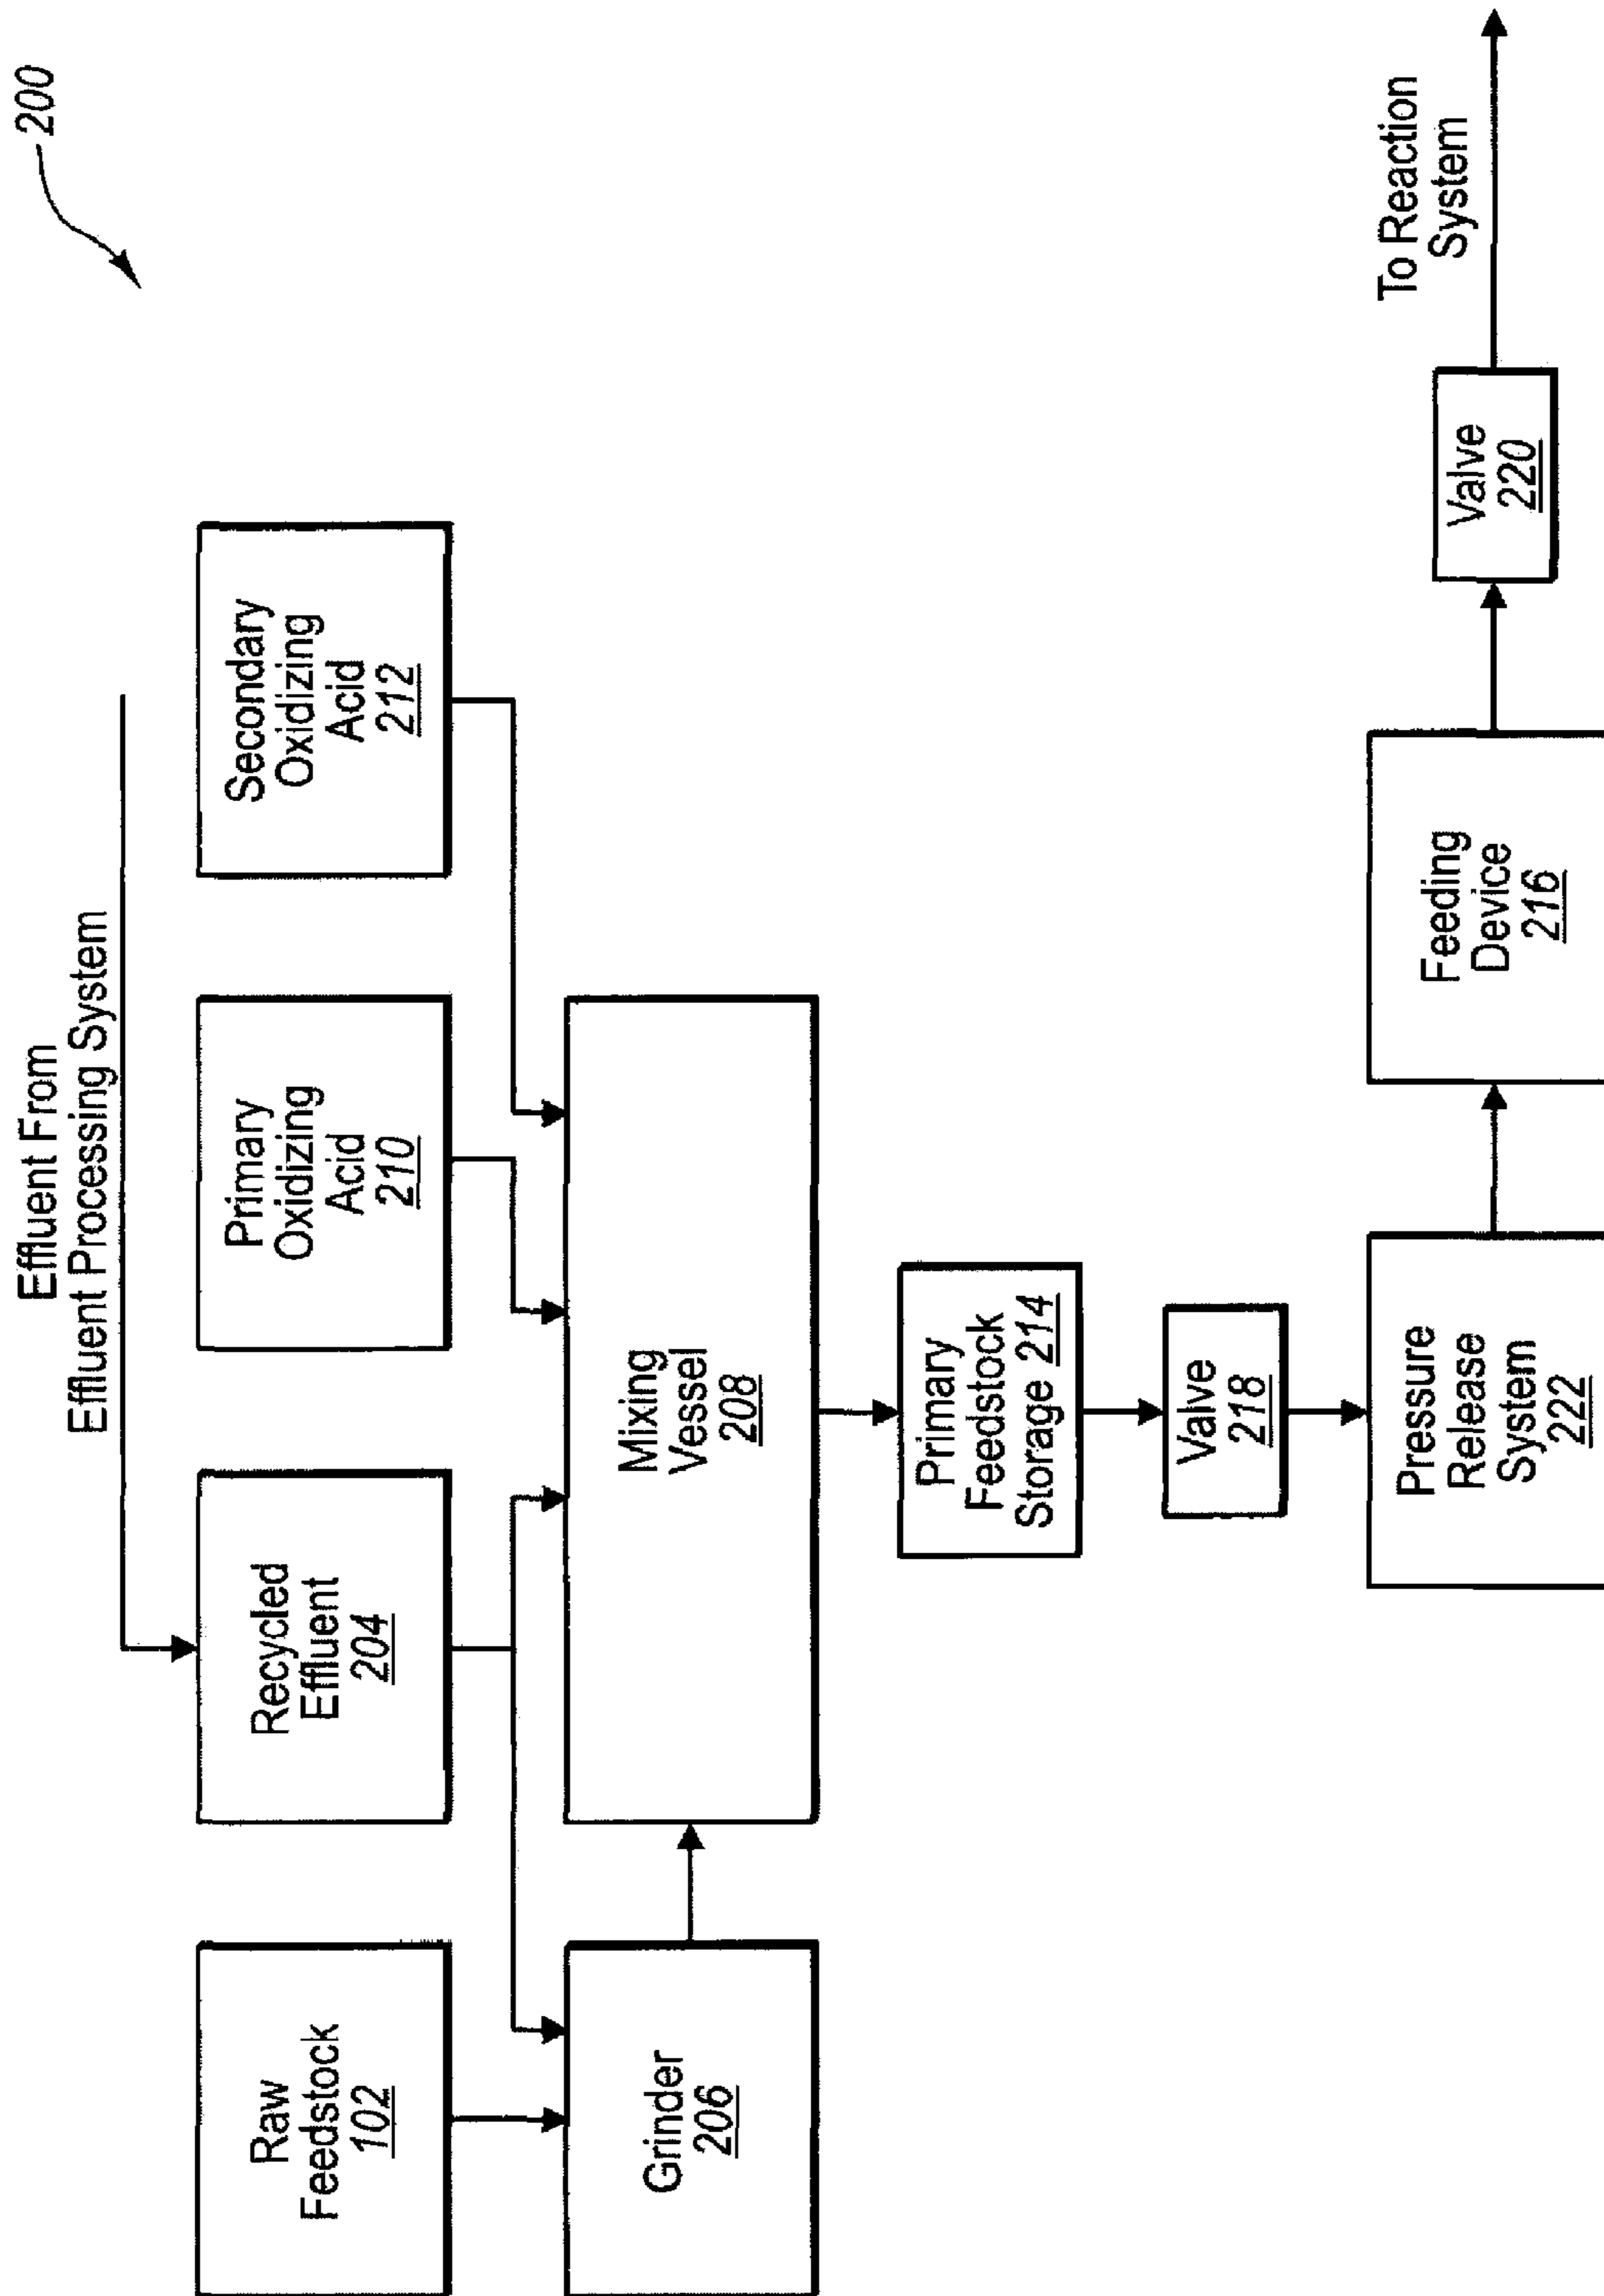 200
Effluent From
Effluent Processing System
Raw
Feedstock
102
Recycled
Effluent
204
Primary
Oxidizing
Acid
210
Secondary
Oxidizing
Acid
212
Grinder
206
Mixing
Vessel
208
Primary
Feedstock
Storage 214
Valve
218
Pressure
Release
System
222
Feeding
Device
216
Valve
220
To Reaction
System